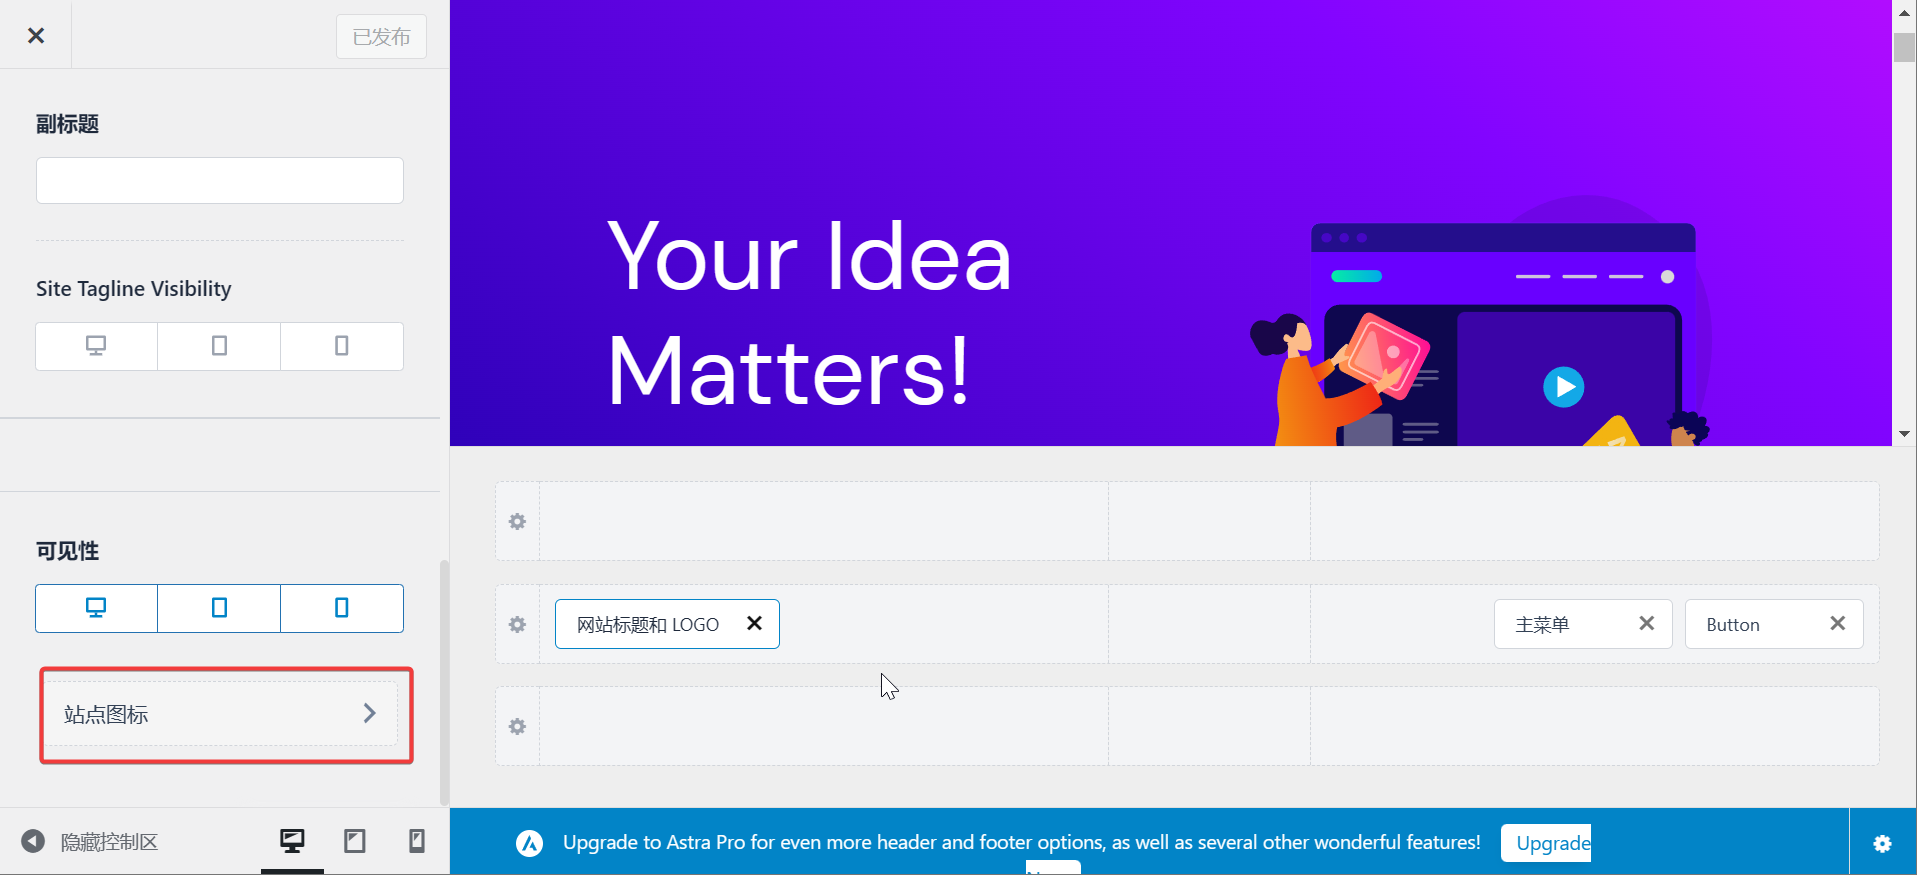 已发布
副标题
Site Tagline Visibility
可见性
站点图标
隐藏控制区
Your Idea
Matters!
网站标题和 LOGO
主菜单
Button
Upgrade to Astra Pro for even more header and footer options, as well as several other wonderful features!
Upgrade